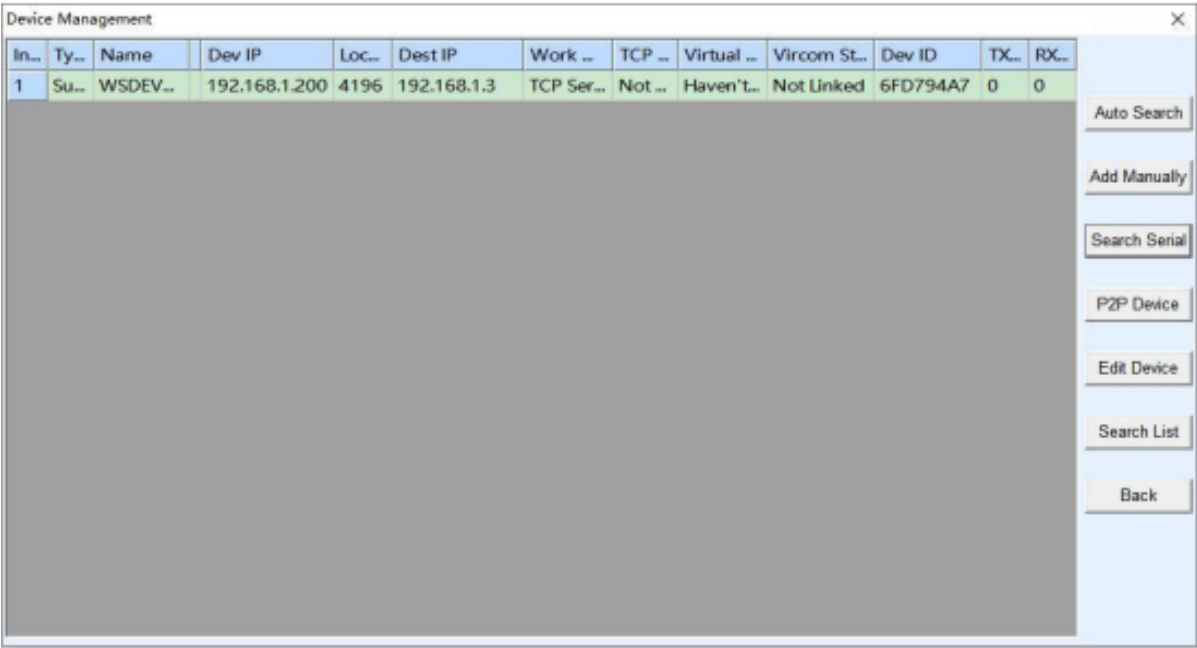 Device Management
In... Ty... Name Dev IP Loc... Dest IP Work ... TCP ... Virtual ... Vircom St... Dev ID TX... RX...
1 Su... WSDEV... 192.168.1.200 4196 192.168.1.3 TCP Ser... Not ... Haven't... Not Linked 6FD794A7 0 0
Auto Search
Add Manually
Search Serial
P2P Device
Edit Device
Search List
Back